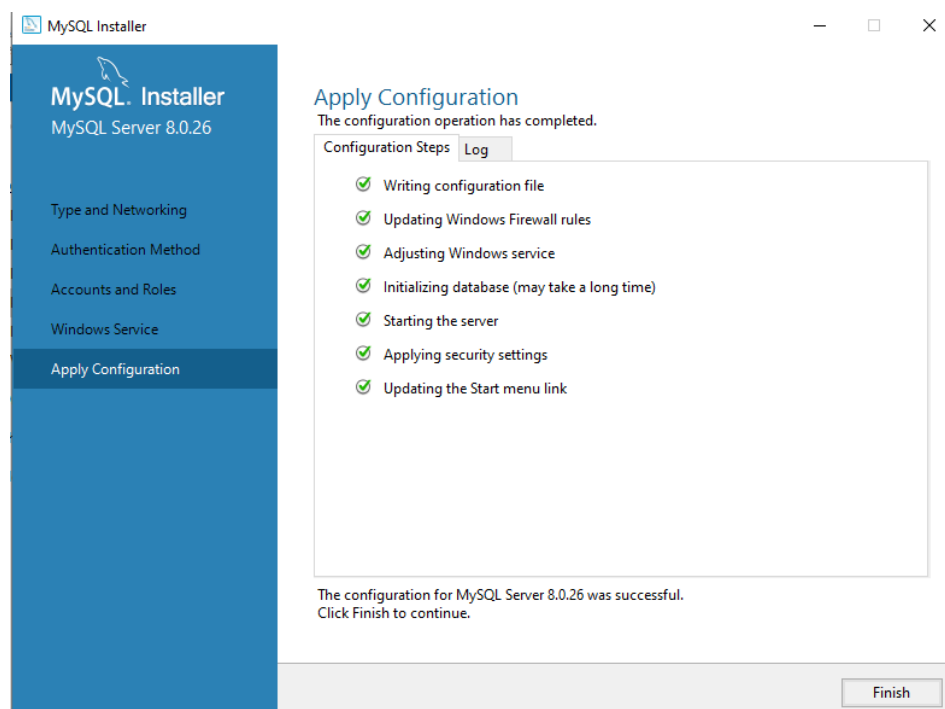 MySQL Installer
MySQL. Installer
MySQL Server 8.0.26
Type and Networking
Authentication Method
Accounts and Roles
Windows Service
Apply Configuration
Apply Configuration
The configuration operation has completed.
Configuration Steps Log
Writing configuration file
Updating Windows Firewall rules
Adjusting Windows service
Initializing database (may take a long time)
Starting the server
Applying security settings
Updating the Start menu link
The configuration for MySQL Server 8.0.26 was successful.
Click Finish to continue.
Finish